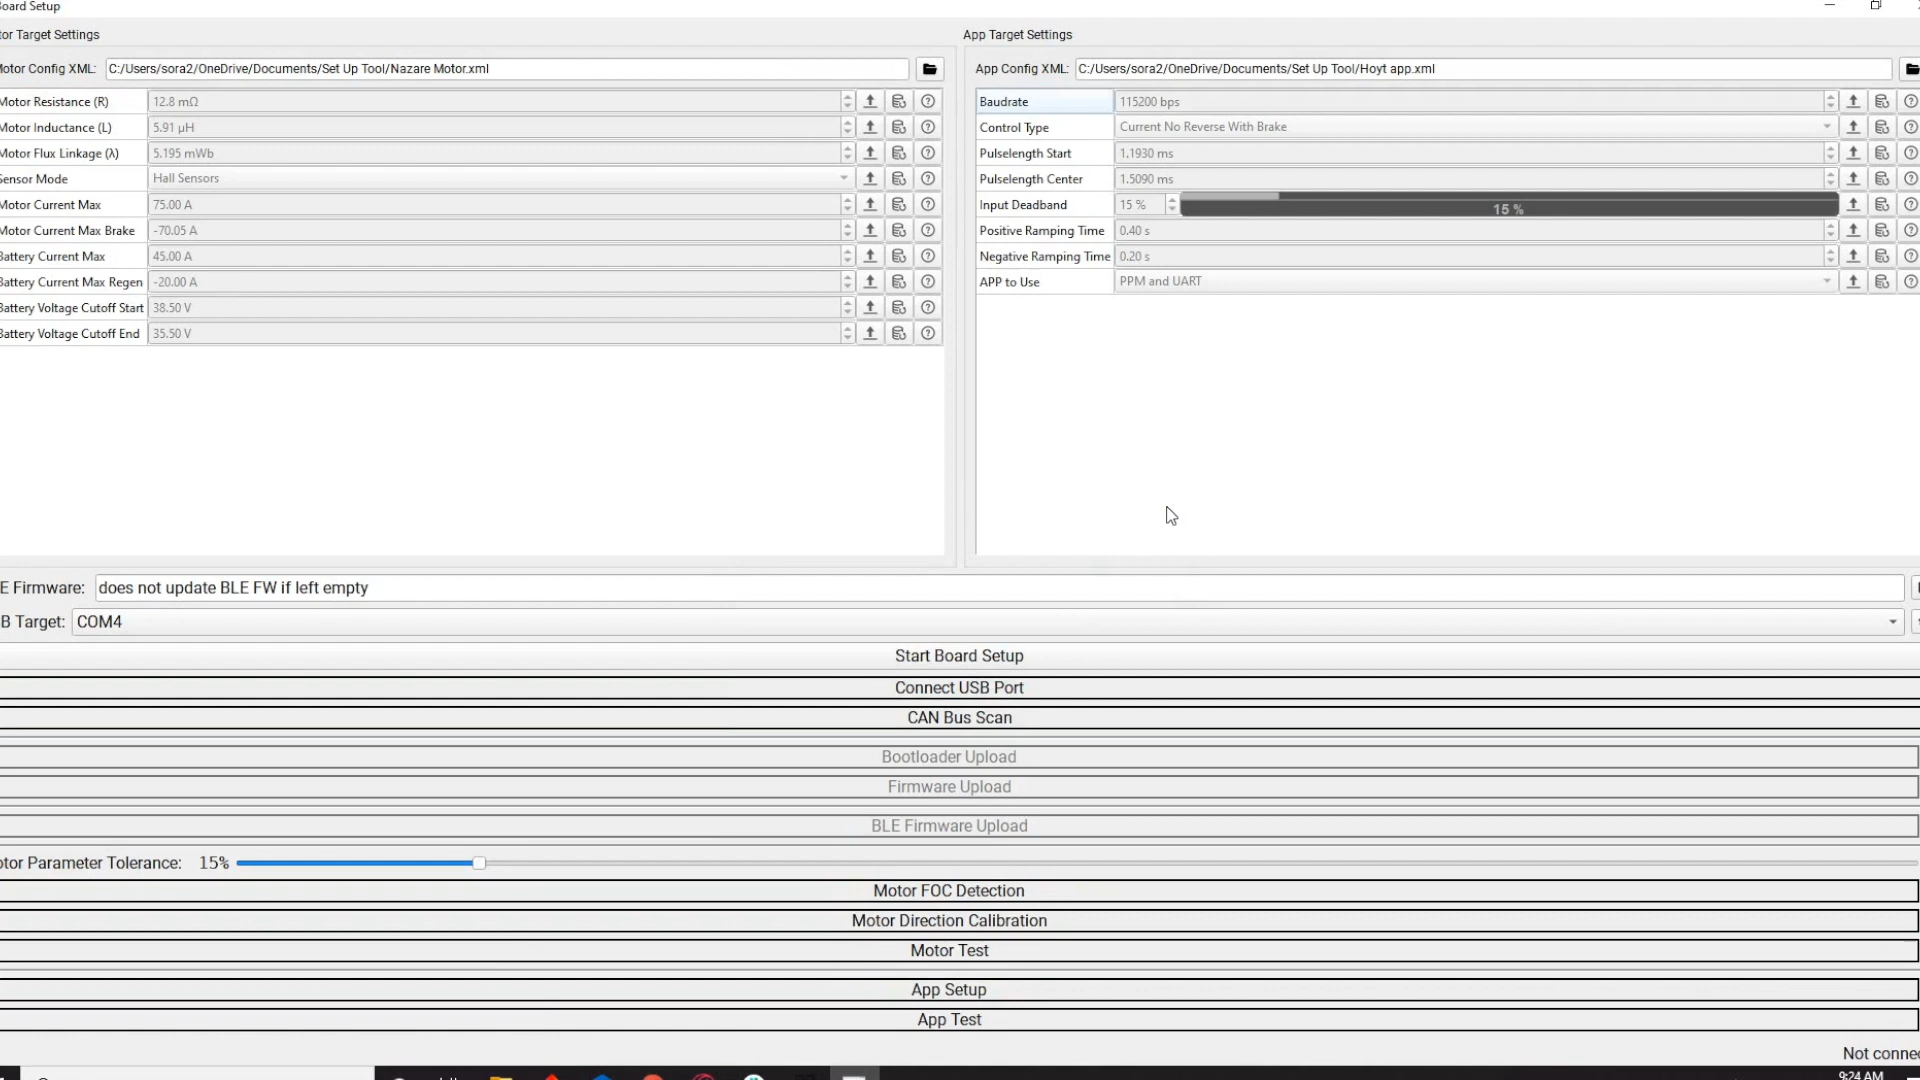 oard Setup
tor Target Settings
Motor Config XML: C:/Users/sora2/OneDrive/Documents/Set Up Tool/Nazare Motor.xml
Motor Resistance (R) 12.8 mΩ
Motor Inductance (L) 5.91 µH
Motor Flux Linkage (λ) 5.195 mWb
Sensor Mode Hall Sensors
Motor Current Max 75.00 A
Motor Current Max Brake -70.05 A
Battery Current Max 45.00 A
Battery Current Max Regen -20.00 A
Battery Voltage Cutoff Start 38.50 V
Battery Voltage Cutoff End 35.50 V
App Target Settings
App Config XML: C:/Users/sora2/OneDrive/Documents/Set Up Tool/Hoyt app.xml
Baudrate 115200 bps
Control Type Current No Reverse With Brake
Pulselength Start 1.1930 ms
Pulselength Center 1.5090 ms
Input Deadband 15 % 15 %
Positive Ramping Time 0.40 s
Negative Ramping Time 0.20 s
APP to Use PPM and UART
E Firmware: does not update BLE FW if left empty
B Target: COM4
Start Board Setup
Connect USB Port
CAN Bus Scan
Bootloader Upload
Firmware Upload
BLE Firmware Upload
otor Parameter Tolerance: 15%
Motor FOC Detection
Motor Direction Calibration
Motor Test
App Setup
App Test
Not connec
9:24 AM